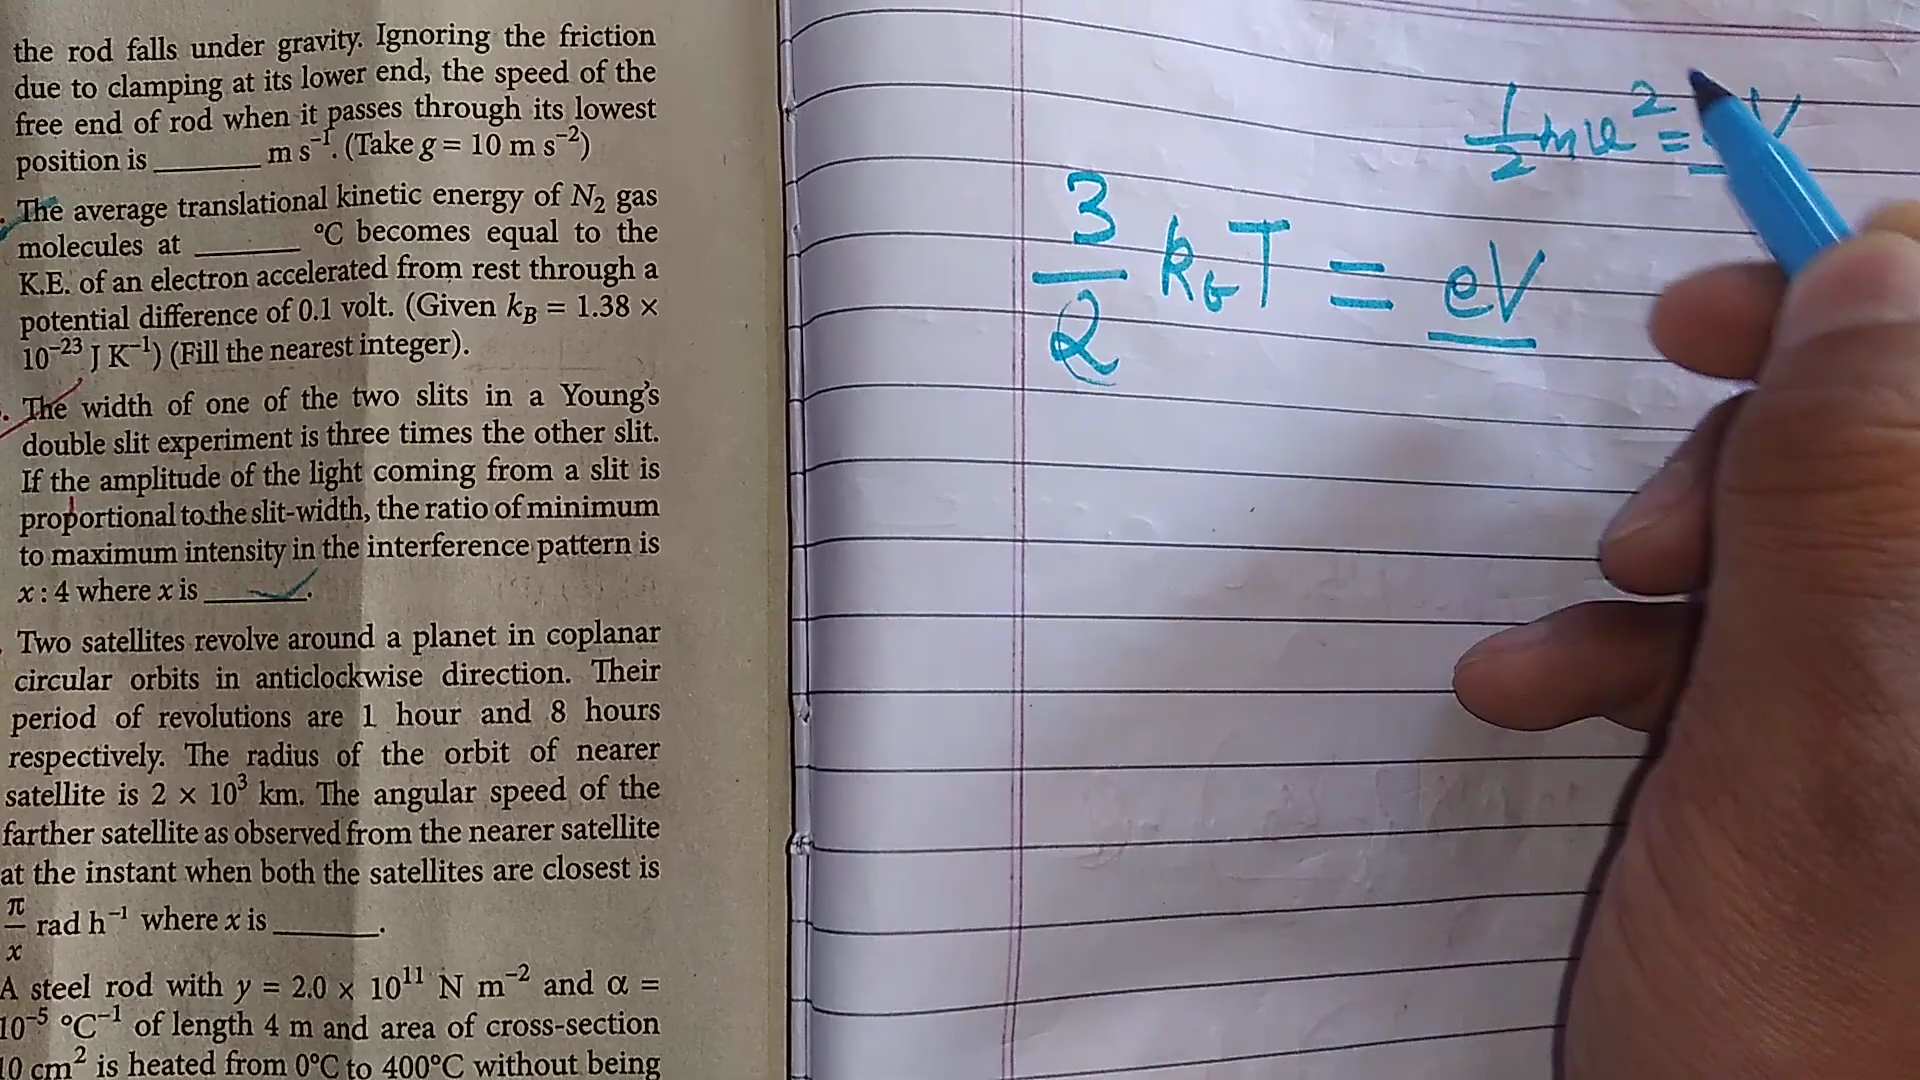 the rod falls under gravity. Ignoring the friction
due to clamping at its lower end, the speed of the
free end of rod when it passes through its lowest
position is ______ m s⁻¹. (Take g = 10 m s⁻²)
The average translational kinetic energy of N₂ gas
molecules at ______ °C becomes equal to the
K.E. of an electron accelerated from rest through a
potential difference of 0.1 volt. (Given k_B = 1.38 ×
10⁻²³ J K⁻¹) (Fill the nearest integer).
. The width of one of the two slits in a Young's
double slit experiment is three times the other slit.
If the amplitude of the light coming from a slit is
proportional to the slit-width, the ratio of minimum
to maximum intensity in the interference pattern is
x : 4 where x is ______.
. Two satellites revolve around a planet in coplanar
circular orbits in anticlockwise direction. Their
period of revolutions are 1 hour and 8 hours
respectively. The radius of the orbit of nearer
satellite is 2 × 10³ km. The angular speed of the
farther satellite as observed from the nearer satellite
at the instant when both the satellites are closest is
π/x rad h⁻¹ where x is ______.
A steel rod with y = 2.0 × 10¹¹ N m⁻² and α =
10⁻⁵ °C⁻¹ of length 4 m and area of cross-section
10 cm² is heated from 0°C to 400°C without being
1/2 mv² = V
3/2 k_B T = eV